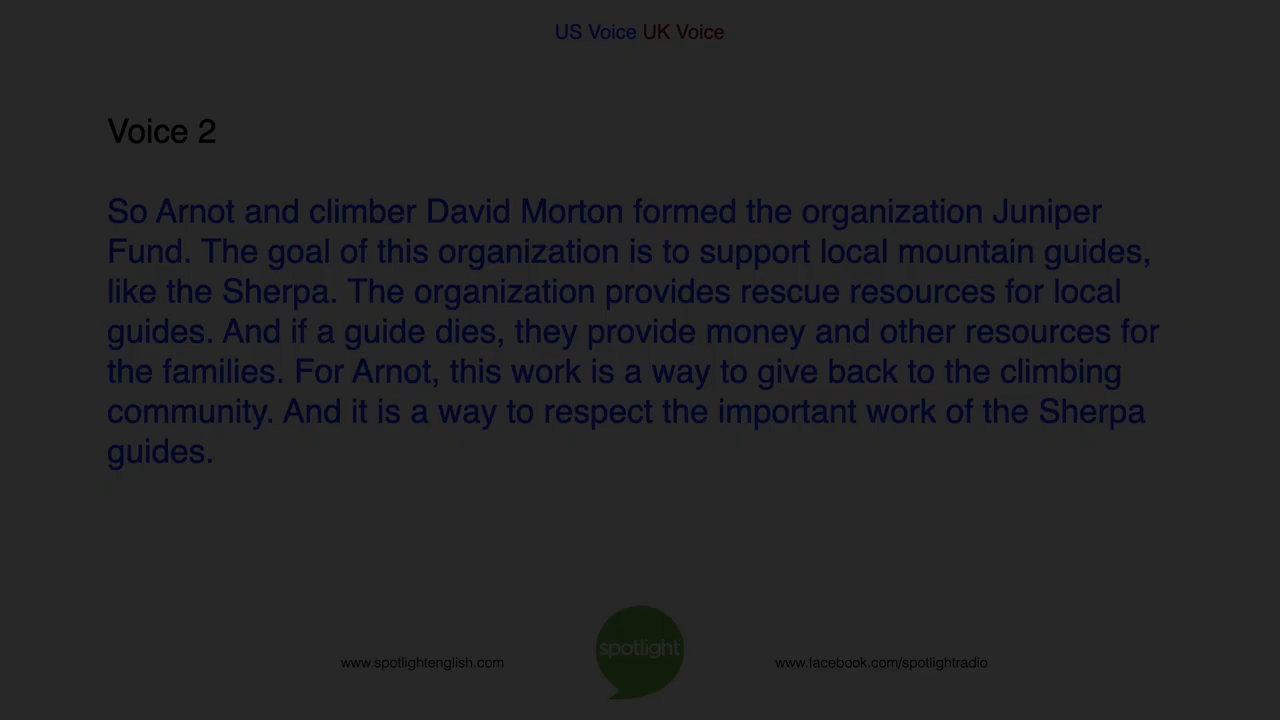 US Voice UK Voice
Voice 2
So Arnot and climber David Morton formed the organization Juniper
Fund. The goal of this organization is to support local mountain guides,
like the Sherpa. The organization provides rescue resources for local
guides. And if a guide dies, they provide money and other resources for
the families. For Arnot, this work is a way to give back to the climbing
community. And it is a way to respect the important work of the Sherpa
guides.
www.spotlightenglish.com
spotlight
www.facebook.com/spotlightradio